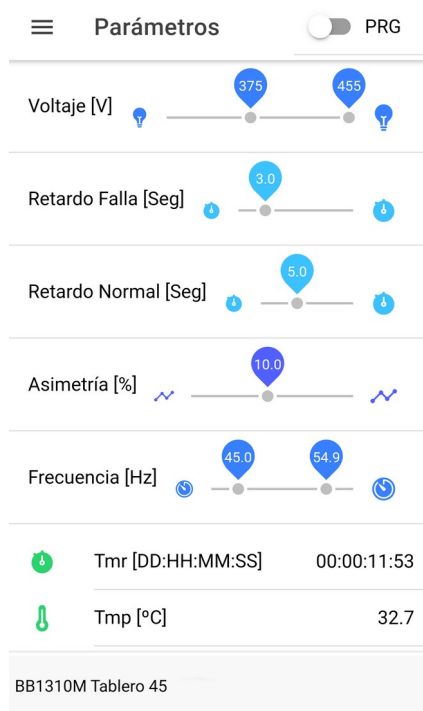 Parámetros PRG
375 455
Voltaje [V]
3.0
Retardo Falla [Seg]
5.0
Retardo Normal [Seg]
10.0
Asimetría [%]
45.0 54.9
Frecuencia [Hz]
Tmr [DD:HH:MM:SS] 00:00:11:53
Tmp [ºC] 32.7
BB1310M Tablero 45